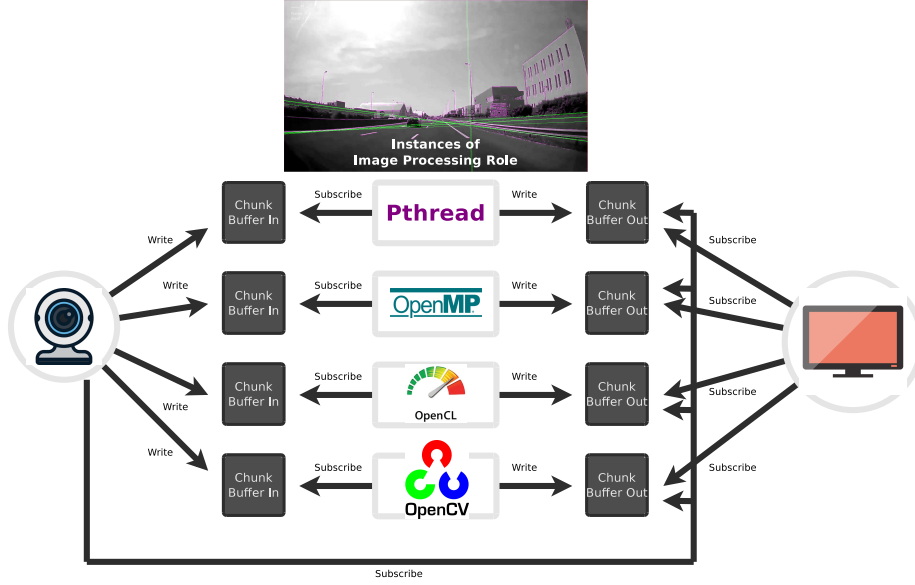 Instances of
Image Processing Role
Chunk
Buffer In
Subscribe
Pthread
Write
Chunk
Buffer Out
Write
Subscribe
Chunk
Buffer In
Subscribe
OpenMP
Write
Chunk
Buffer Out
Write
Subscribe
Chunk
Buffer In
Subscribe
OpenCL
Write
Chunk
Buffer Out
Write
Subscribe
Chunk
Buffer In
Subscribe
OpenCV
Write
Chunk
Buffer Out
Write
Subscribe
Subscribe